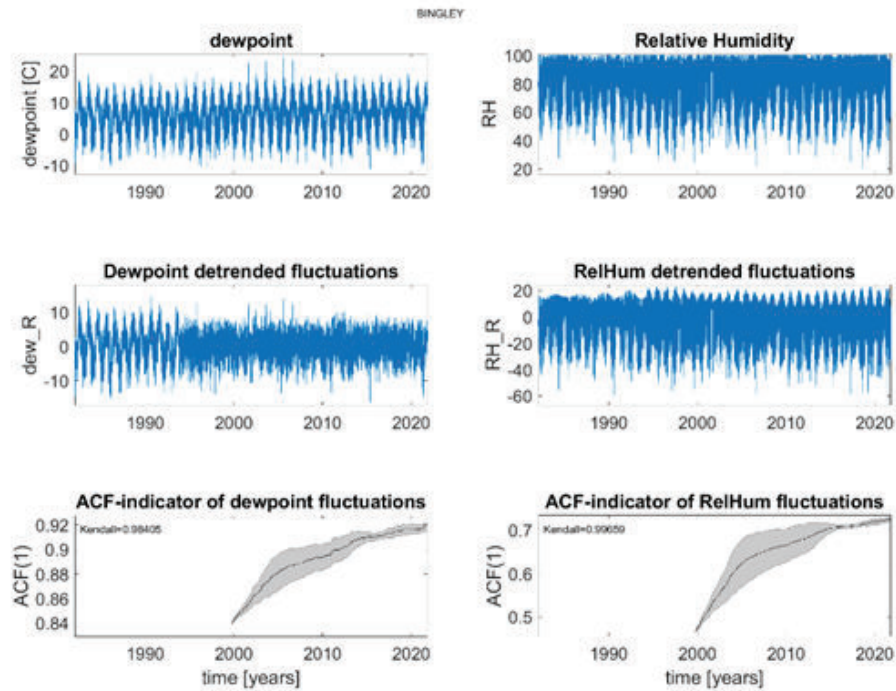 BINGLEY
dewpoint
dewpoint [C]
20
10
0
-10
1990
2000
2010
2020
Relative Humidity
RH
100
80
60
40
20
1990
2000
2010
2020
Dewpoint detrended fluctuations
dew_R
10
0
-10
1990
2000
2010
2020
RelHum detrended fluctuations
RH_R
20
0
-20
-40
-60
1990
2000
2010
2020
ACF-indicator of dewpoint fluctuations
Kendall=0.98405
ACF(1)
0.92
0.9
0.88
0.86
0.84
1990
2000
2010
2020
time [years]
ACF-indicator of RelHum fluctuations
Kendall=0.99659
ACF(1)
0.7
0.6
0.5
1990
2000
2010
2020
time [years]